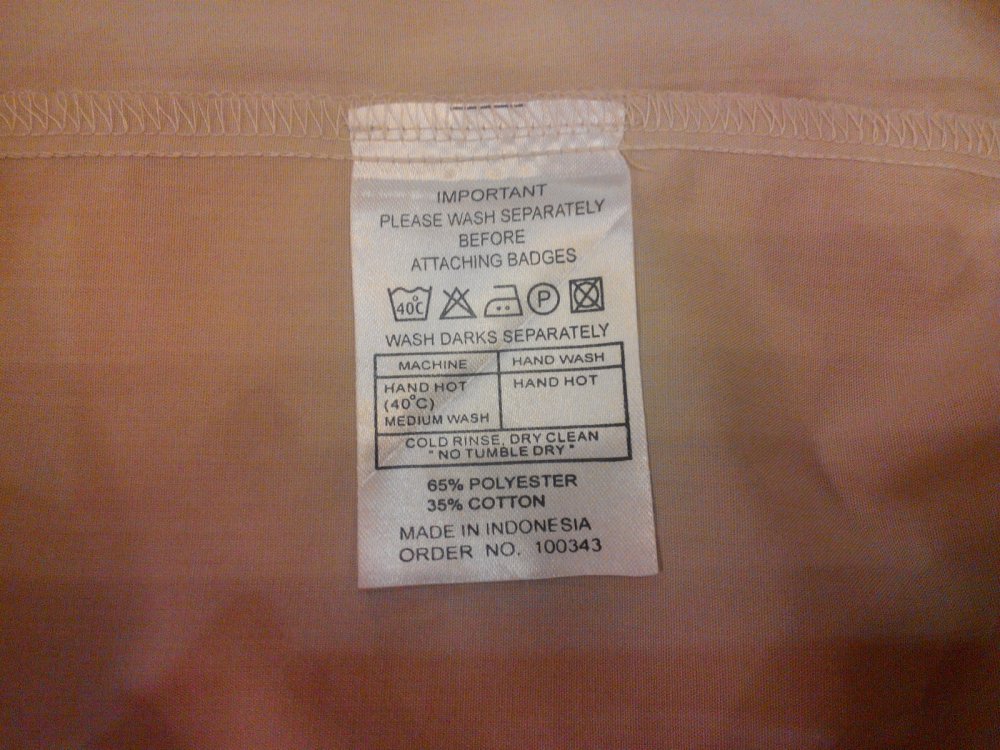 IMPORTANT
PLEASE WASH SEPARATELY
BEFORE
ATTACHING BADGES
40°C P
WASH DARKS SEPARATELY
MACHINE HAND WASH
HAND HOT HAND HOT
(40°C)
MEDIUM WASH
COLD RINSE, DRY CLEAN
"NO TUMBLE DRY"
65% POLYESTER
35% COTTON
MADE IN INDONESIA
ORDER NO. 100343